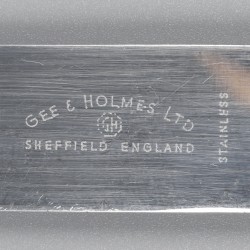 GEE & HOLMES LTD
GH
SHEFFIELD ENGLAND
STAINLESS